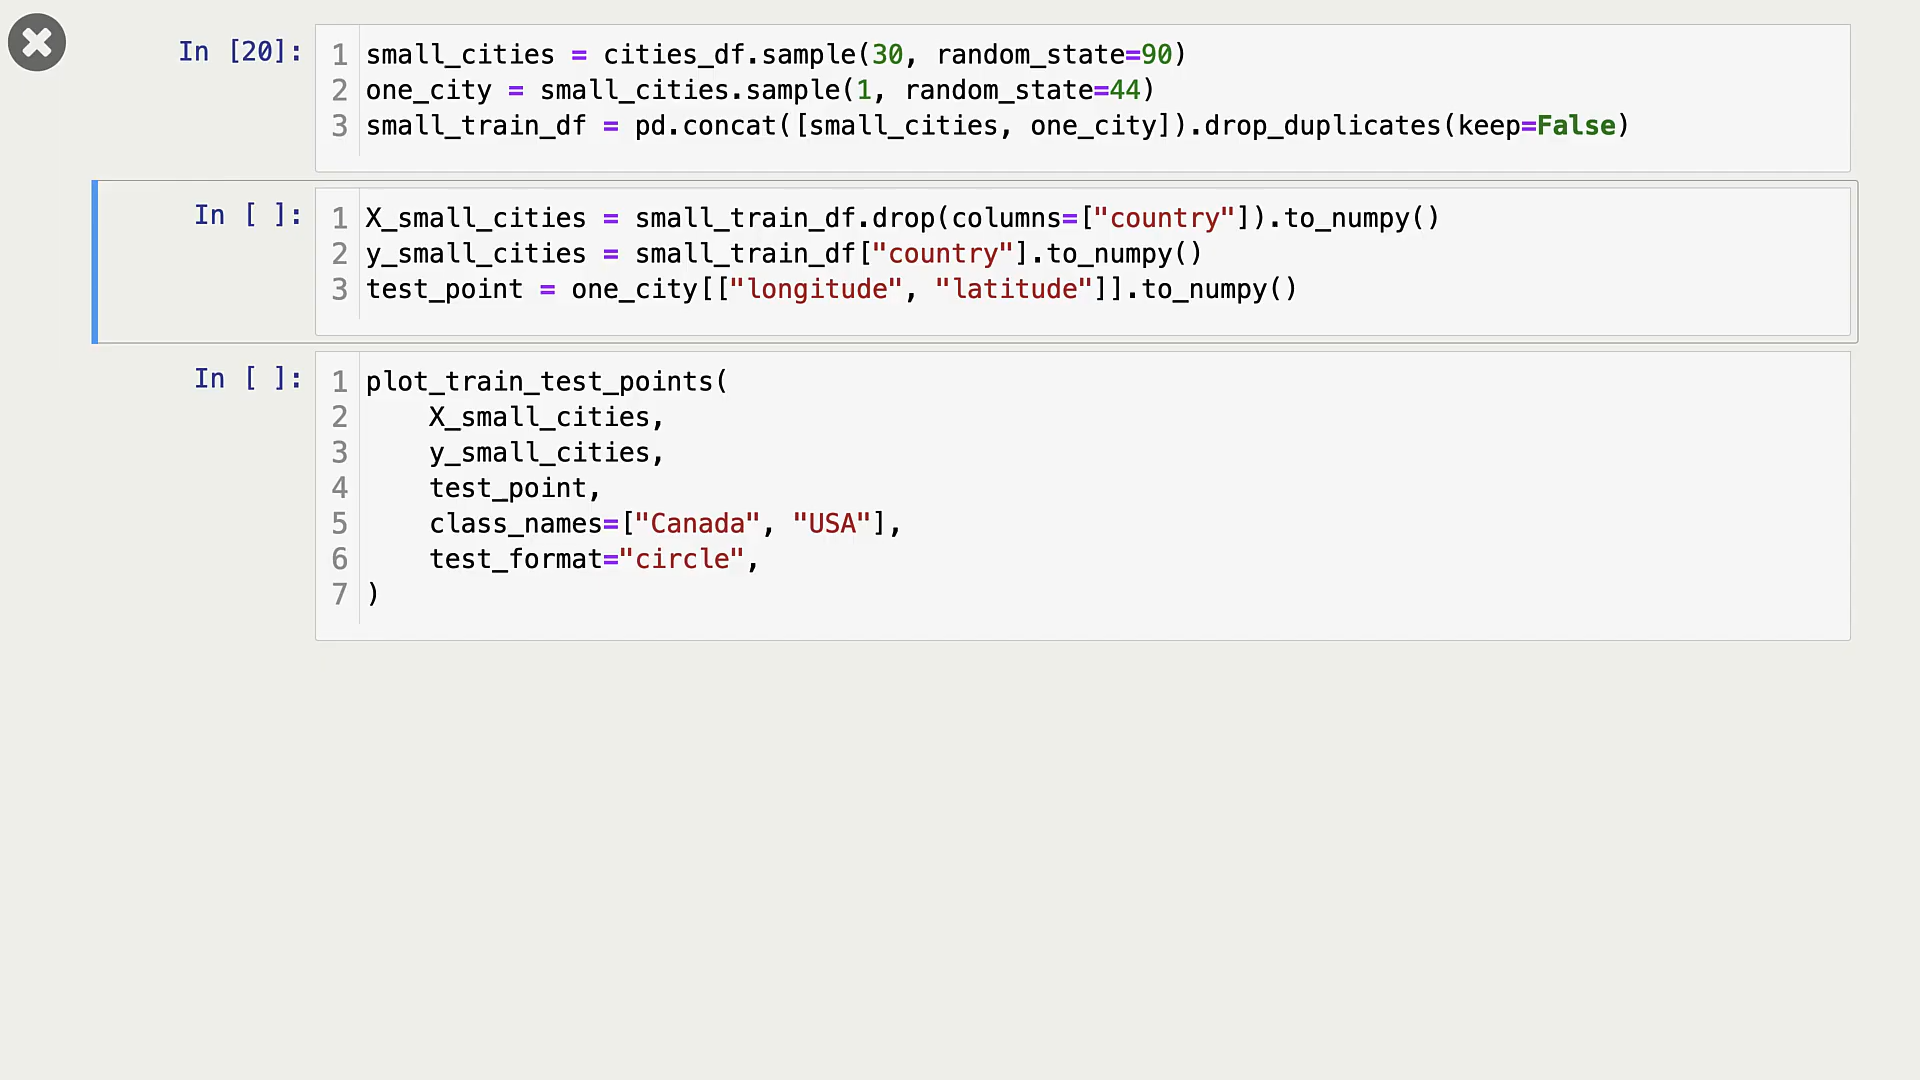 In [20]:
1 small_cities = cities_df.sample(30, random_state=90)
2 one_city = small_cities.sample(1, random_state=44)
3 small_train_df = pd.concat([small_cities, one_city]).drop_duplicates(keep=False)
In [ ]:
1 X_small_cities = small_train_df.drop(columns=["country"]).to_numpy()
2 y_small_cities = small_train_df["country"].to_numpy()
3 test_point = one_city[["longitude", "latitude"]].to_numpy()
In [ ]:
1 plot_train_test_points(
2     X_small_cities,
3     y_small_cities,
4     test_point,
5     class_names=["Canada", "USA"],
6     test_format="circle",
7 )